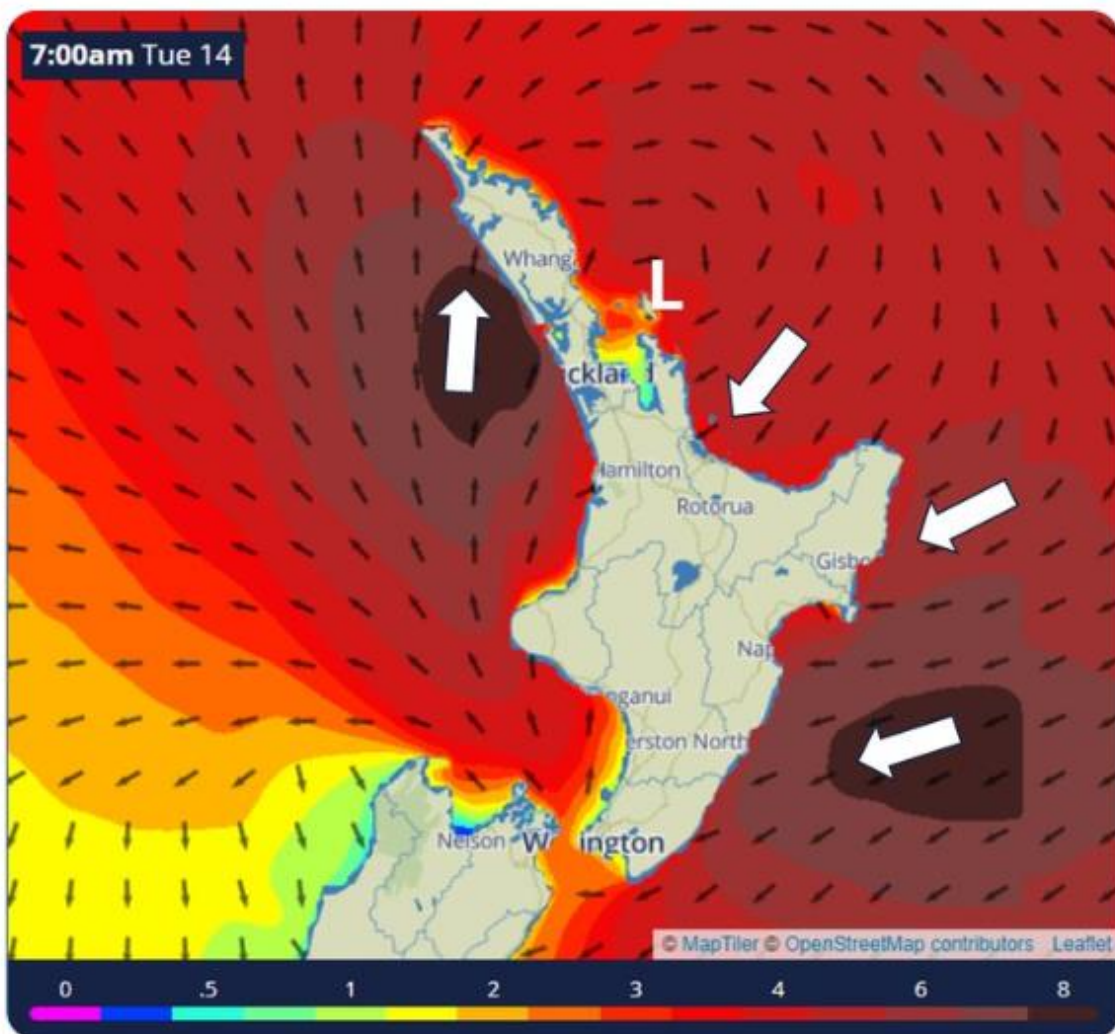 7:00am Tue 14
Whang
L
ckland
Hamilton
Rotorua
Gisbo
Nap
nganui
erston North
Nelson W ington
© MapTiler © OpenStreetMap contributors Leaflet
0 .5 1 2 3 4 6 8